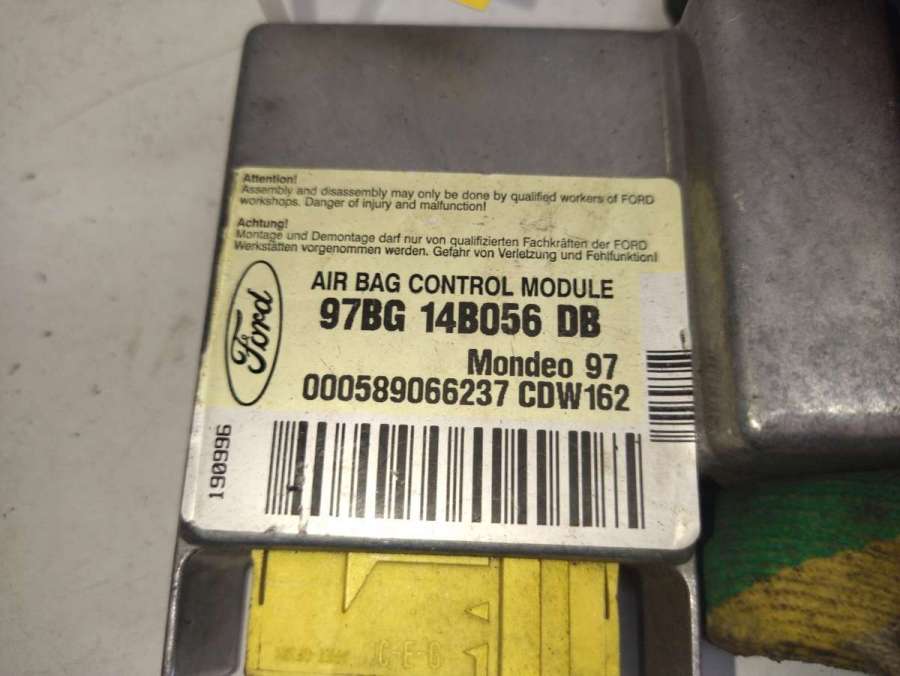 Attention!
Assembly and disassembly may only be done by qualified workers of FORD
workshops. Danger of injury and malfunction!
Achtung!
Montage und Demontage darf nur von qualifizierten Fachkräften der FORD
Werkstätten vorgenommen werden. Gefahr von Verletzung und Fehlfunktion!
Ford
AIR BAG CONTROL MODULE
97BG 14B056 DB
Mondeo 97
000589066237 CDW162
190996
C-E-G